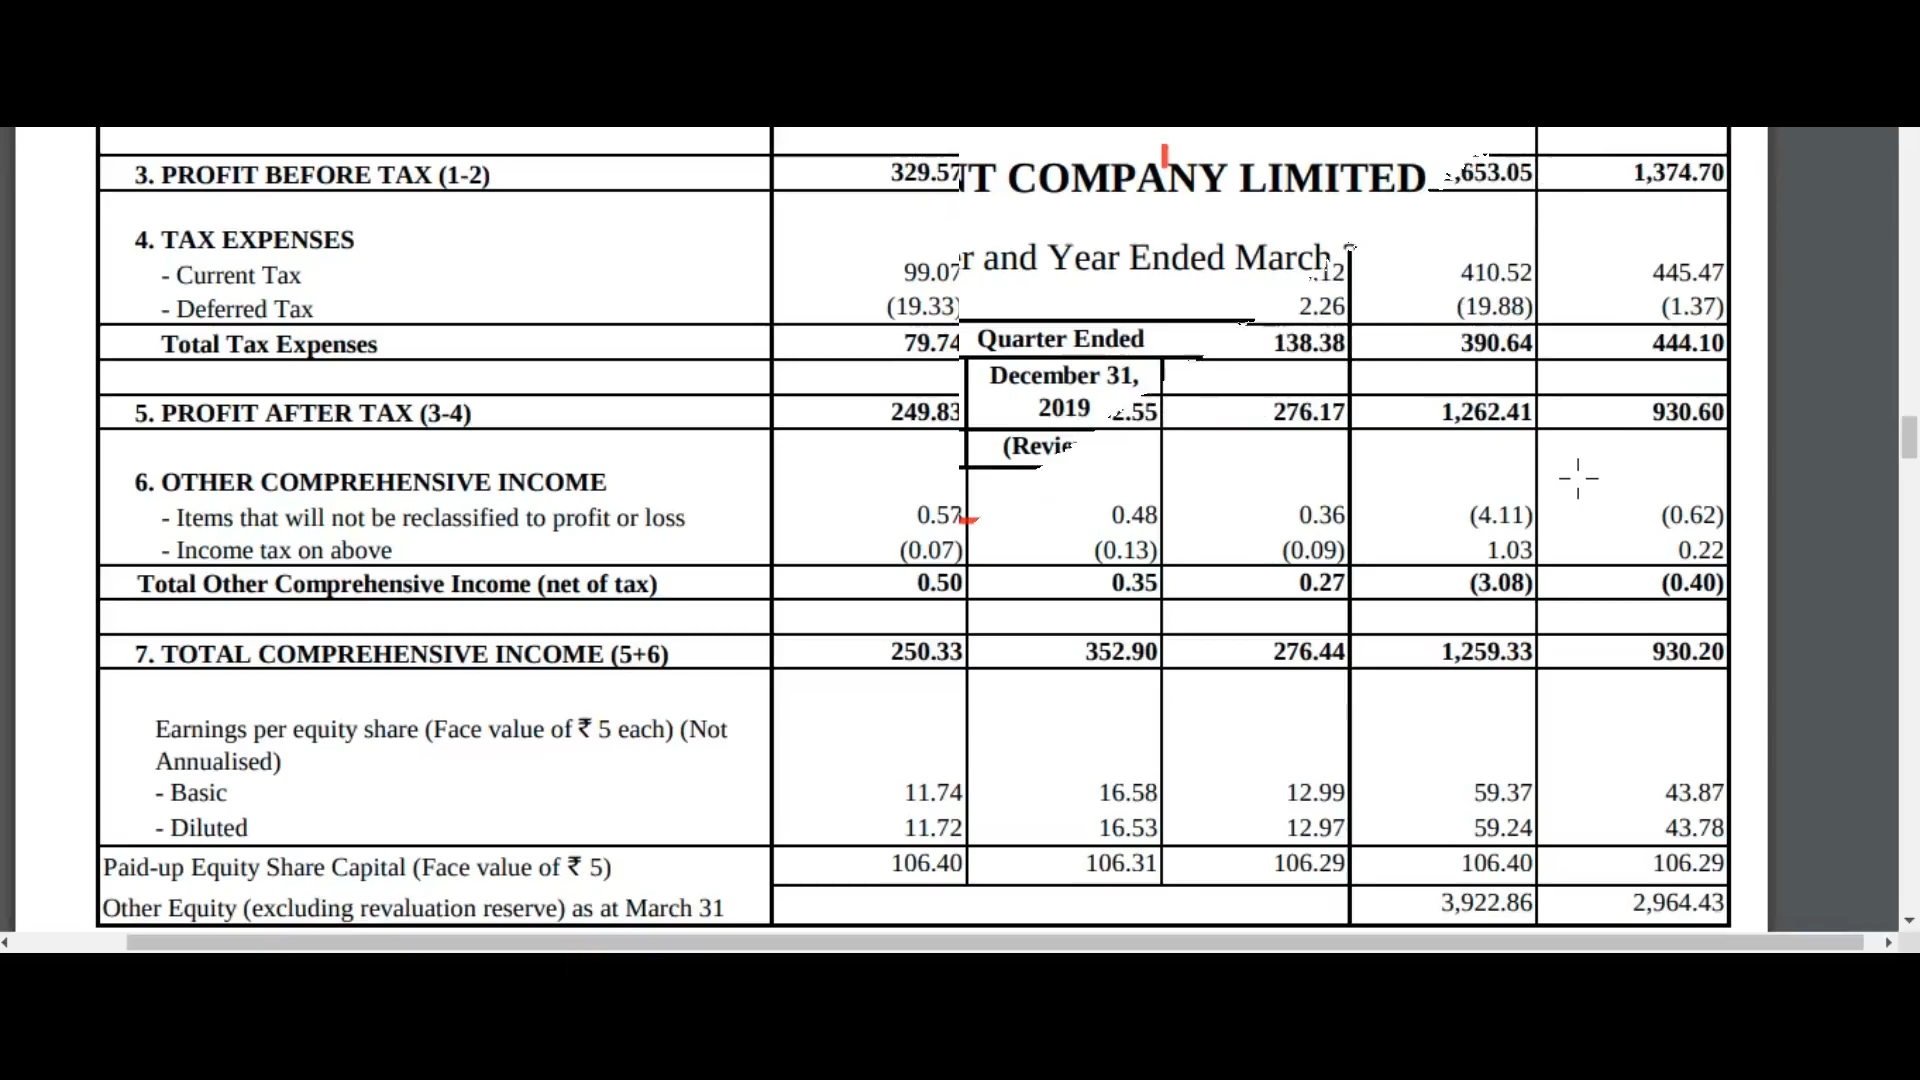 3. PROFIT BEFORE TAX (1-2) 329.57 T COMPANY LIMITED ,653.05 1,374.70
4. TAX EXPENSES r and Year Ended March
- Current Tax 99.07 .12 410.52 445.47
- Deferred Tax (19.33) 2.26 (19.88) (1.37)
Total Tax Expenses 79.74 Quarter Ended 138.38 390.64 444.10
December 31,
5. PROFIT AFTER TAX (3-4) 249.83 2019 2.55 276.17 1,262.41 930.60
(Revie
6. OTHER COMPREHENSIVE INCOME
- Items that will not be reclassified to profit or loss 0.57 0.48 0.36 (4.11) (0.62)
- Income tax on above (0.07) (0.13) (0.09) 1.03 0.22
Total Other Comprehensive Income (net of tax) 0.50 0.35 0.27 (3.08) (0.40)
7. TOTAL COMPREHENSIVE INCOME (5+6) 250.33 352.90 276.44 1,259.33 930.20
Earnings per equity share (Face value of ₹ 5 each) (Not
Annualised)
- Basic 11.74 16.58 12.99 59.37 43.87
- Diluted 11.72 16.53 12.97 59.24 43.78
Paid-up Equity Share Capital (Face value of ₹ 5) 106.40 106.31 106.29 106.40 106.29
Other Equity (excluding revaluation reserve) as at March 31 3,922.86 2,964.43